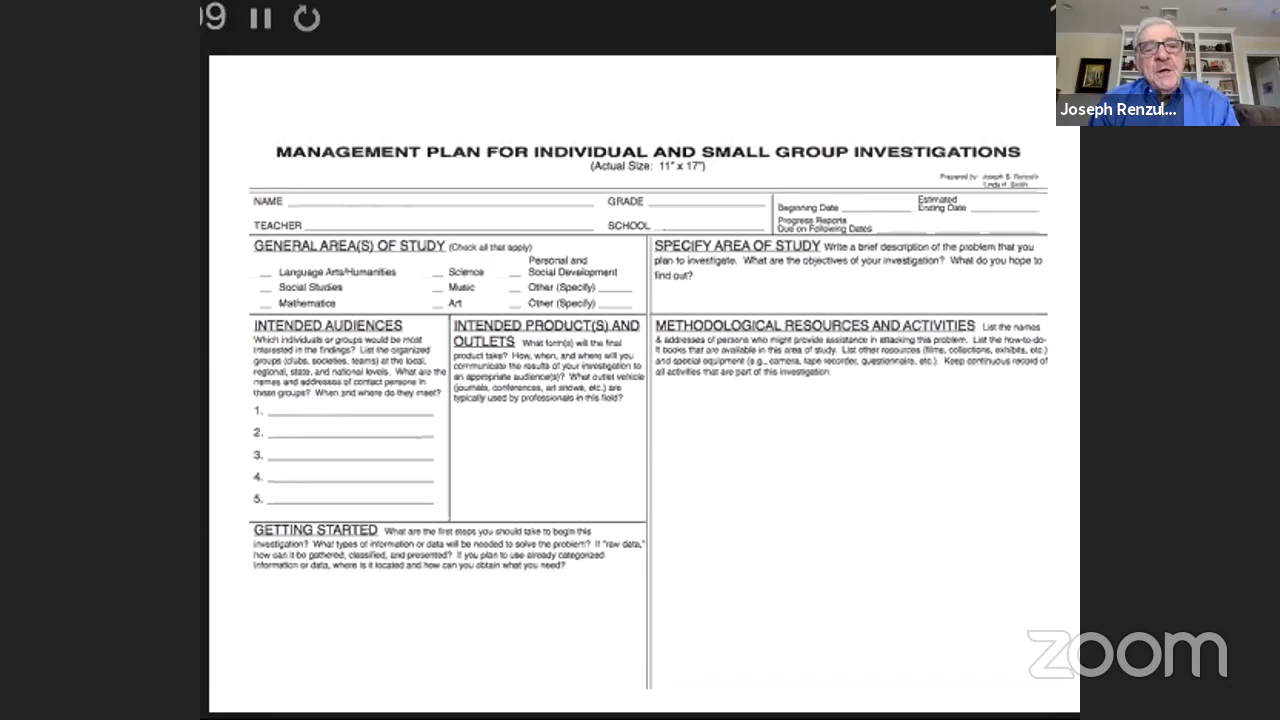 09
Joseph Renzul...
MANAGEMENT PLAN FOR INDIVIDUAL AND SMALL GROUP INVESTIGATIONS
(Actual Size: 11" x 17")
Prepared by: Joseph S. Renzulli
Linda H. Smith
NAME GRADE
Beginning Date
Estimated
Ending Date
TEACHER SCHOOL
Progress Reports
Due on Following Dates
GENERAL AREA(S) OF STUDY (Check all that apply)
Language Arts/Humanities
Social Studies
Mathematics
Science
Music
Art
Personal and
Social Development
Other (Specify)
Other (Specify)
SPECIFY AREA OF STUDY Write a brief description of the problem that you
plan to investigate. What are the objectives of your investigation? What do you hope to
find out?
INTENDED AUDIENCES
Which individuals or groups would be most
interested in the findings? List the organized
groups (clubs, societies, teams) at the local,
regional, state, and national levels. What are the
names and addresses of contact persons in
these groups? When and where do they meet?
1.
2.
3.
4.
5.
INTENDED PRODUCT(S) AND
OUTLETS What form(s) will the final
product take? How, when, and where will you
communicate the results of your investigation to
an appropriate audience(s)? What outlet vehicle
(journals, conferences, art shows, etc.) are
typically used by professionals in this field?
METHODOLOGICAL RESOURCES AND ACTIVITIES List the names
& addresses of persons who might provide assistance in attacking this problem. List the how-to-do-
it books that are available in this area of study. List other resources (films, collections, exhibits, etc.)
and special equipment (e.g., camera, tape recorder, questionnaire, etc.). Keep continuous record of
all activities that are part of this investigation
GETTING STARTED What are the first steps you should take to begin this
investigation? What types of information or data will be needed to solve the problem? If "raw data,"
how can it be gathered, classified, and presented? If you plan to use already categorized
information or data, where is it located and how can you obtain what you need?
zoom